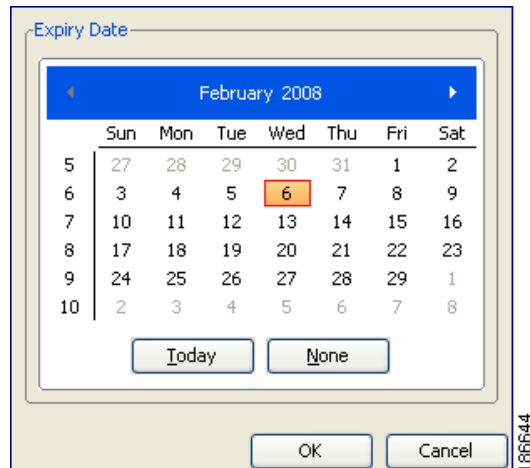 Expiry Date
February 2008
Sun Mon Tue Wed Thu Fri Sat
5 27 28 29 30 31 1 2
6 3 4 5 6 7 8 9
7 10 11 12 13 14 15 16
8 17 18 19 20 21 22 23
9 24 25 26 27 28 29 1
10 2 3 4 5 6 7 8
Today None
OK Cancel
86644